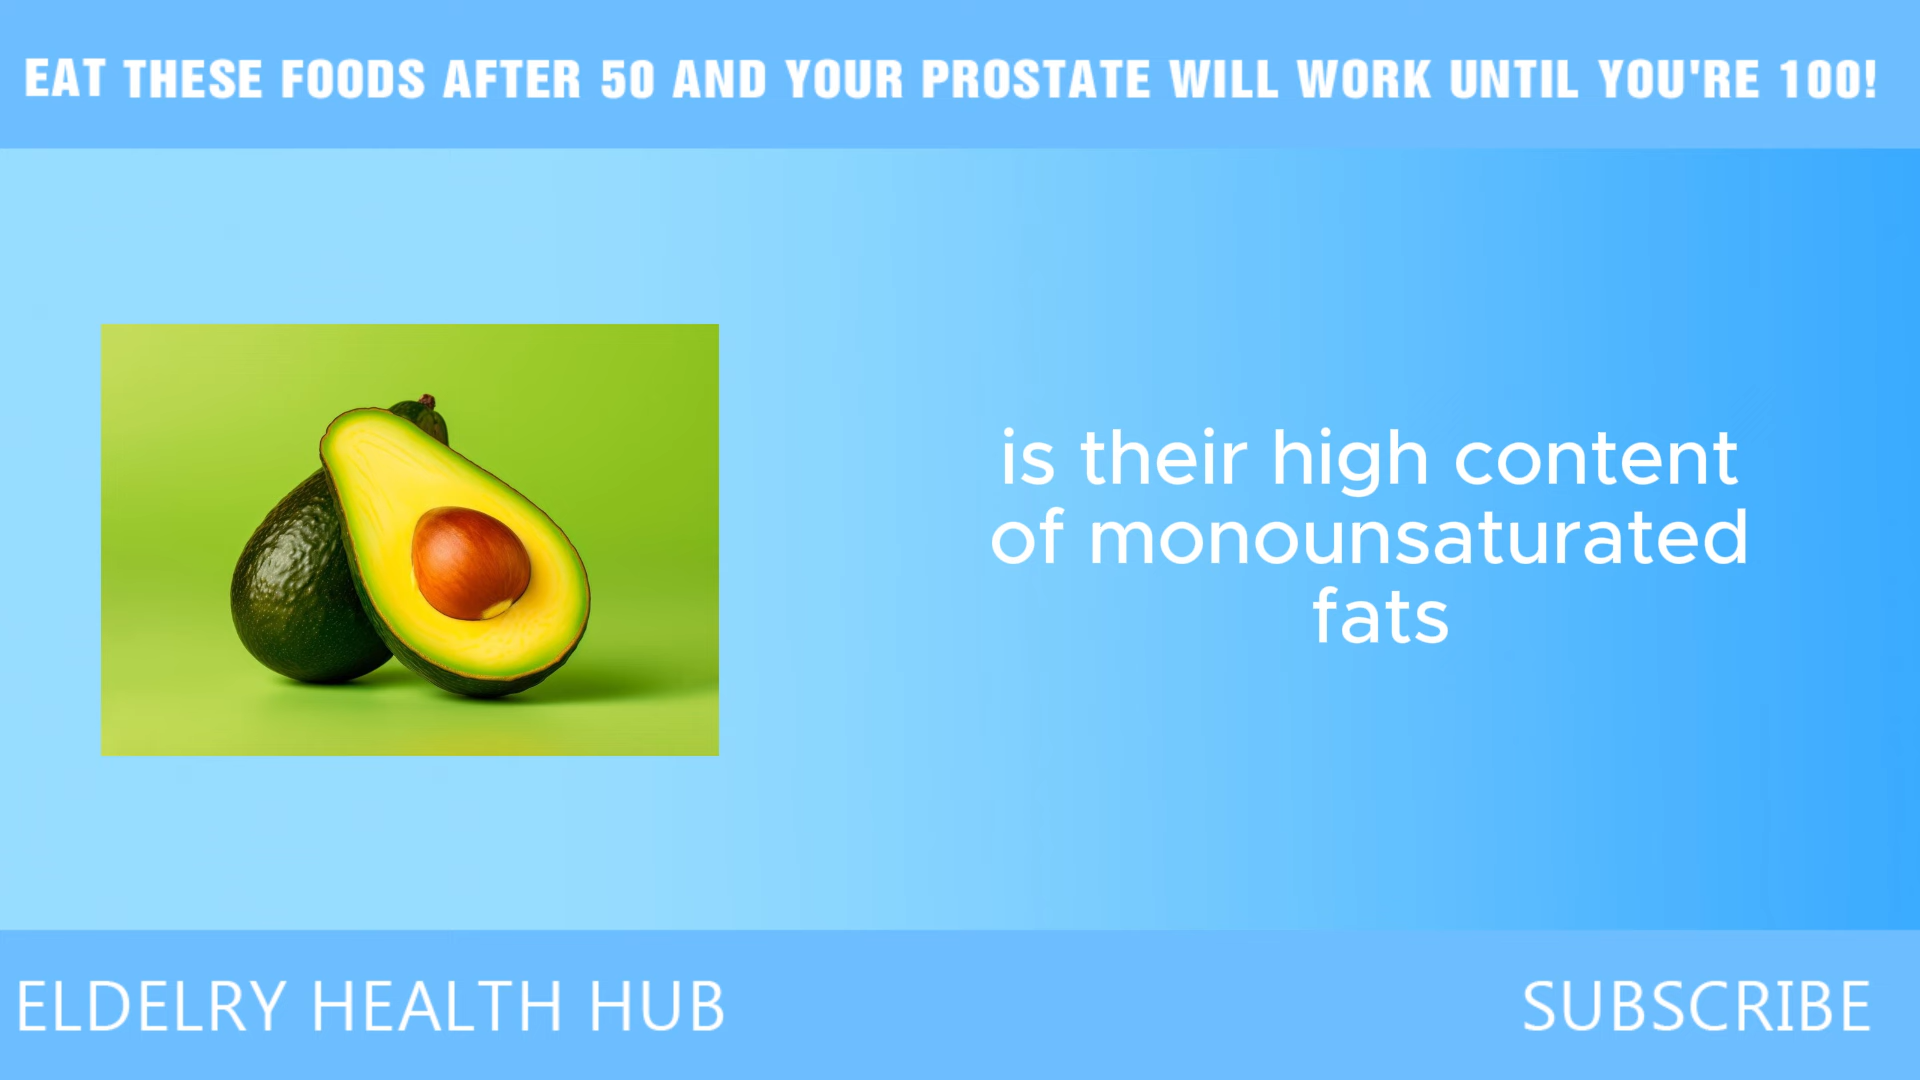 EAT THESE FOODS AFTER 50 AND YOUR PROSTATE WILL WORK UNTIL YOU'RE 100!
is their high content
of monounsaturated
fats
ELDELRY HEALTH HUB
SUBSCRIBE